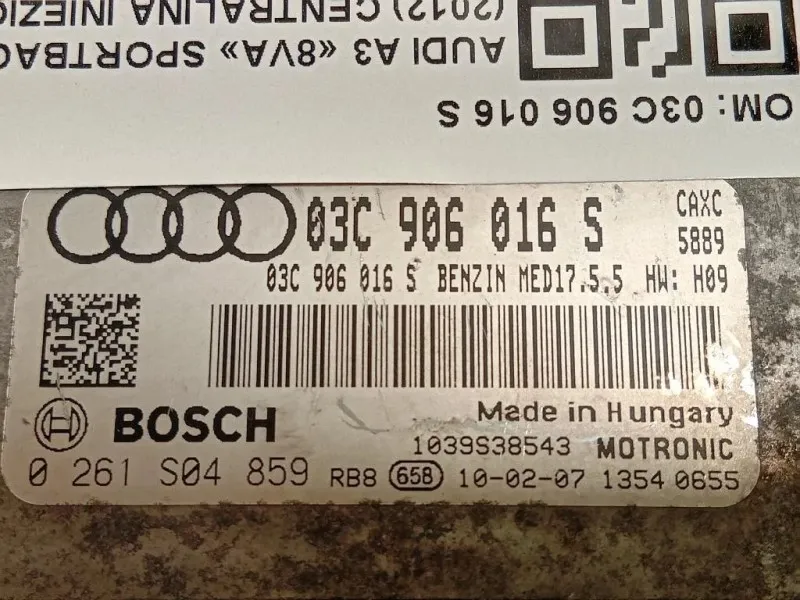 OM: 03C 906 016 S
AUDI A3 «8VA» SPORTBAC
(2012) CENTRALINA INIEZIO
03C 906 016 S
CAXC
5889
03C 906 016 S BENZIN MED17.5.5 HW: H09
BOSCH
Made in Hungary
1039S38543 MOTRONIC
0 261 S04 859 RB8 658 10-02-07 1354 0655